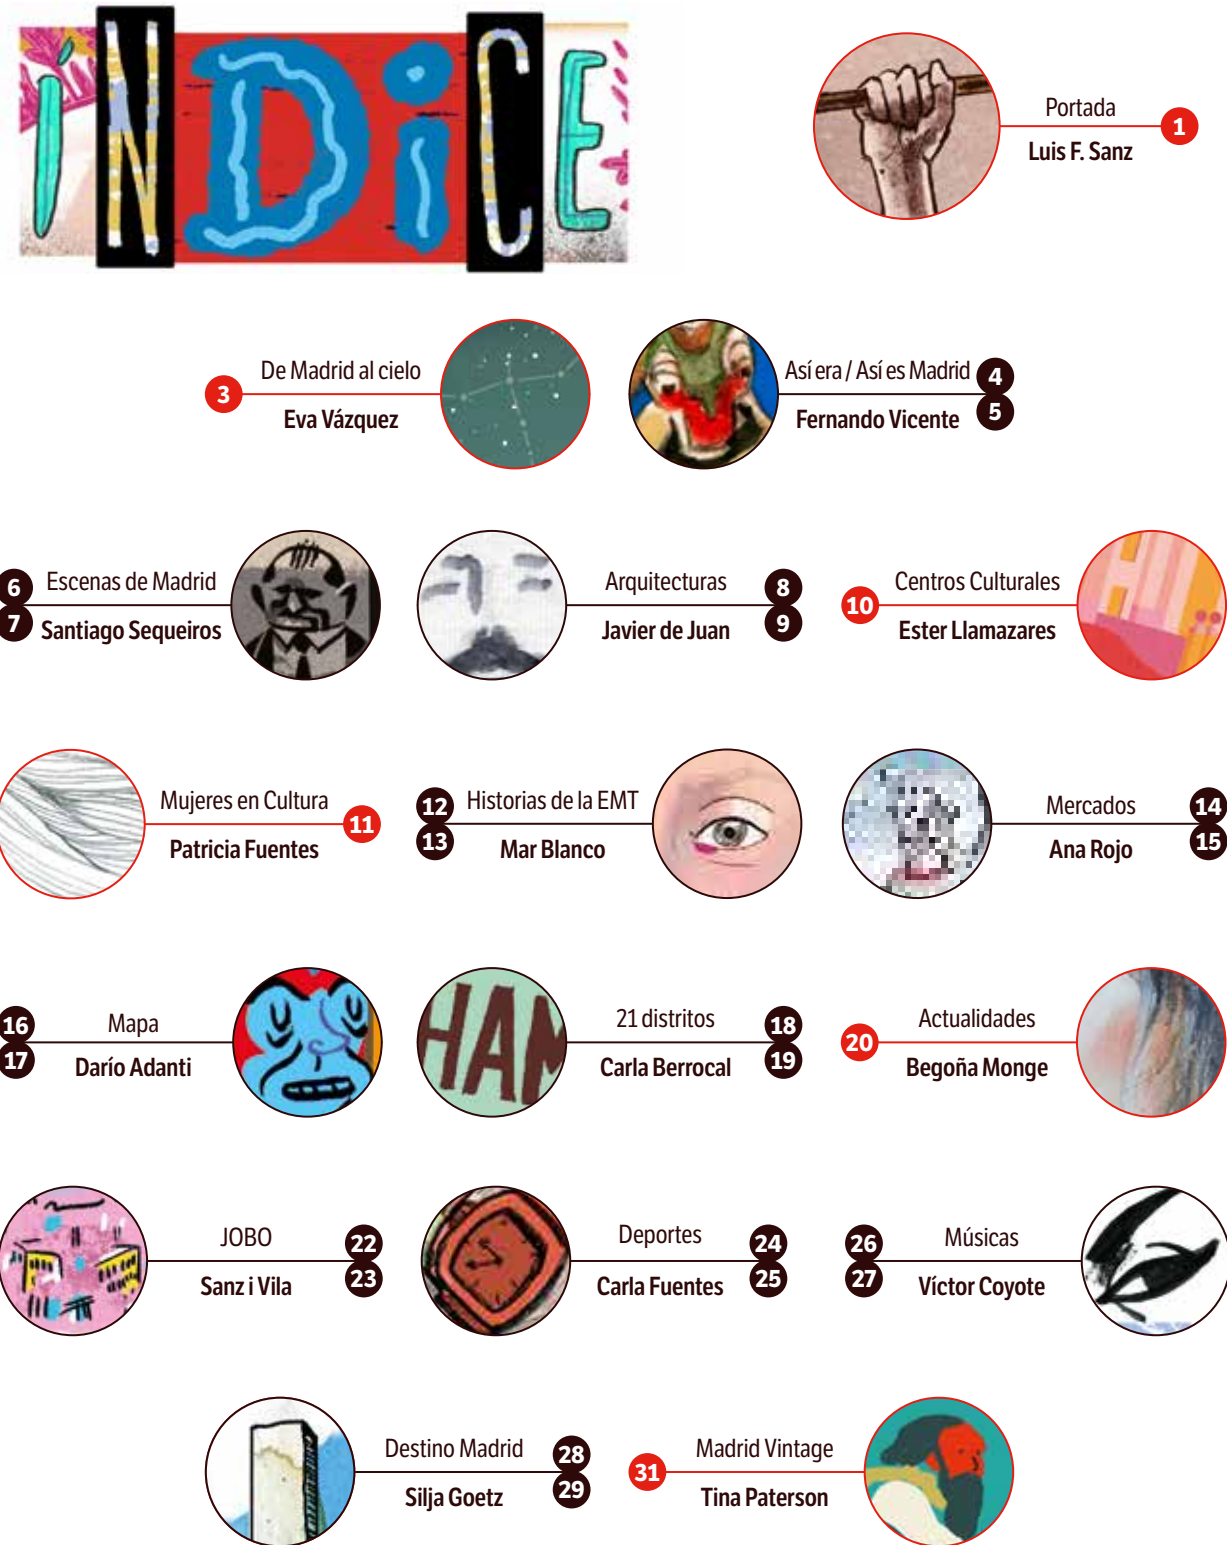 íNDiCE
Portada
Luis F. Sanz
1
3
De Madrid al cielo
Eva Vázquez
Así era / Así es Madrid
Fernando Vicente
4
5
6
7
Escenas de Madrid
Santiago Sequeiros
Arquitecturas
Javier de Juan
8
9
10
Centros Culturales
Ester Llamazares
Mujeres en Cultura
Patricia Fuentes
11
12
13
Historias de la EMT
Mar Blanco
Mercados
Ana Rojo
14
15
16
17
Mapa
Darío Adanti
HAM
21 distritos
Carla Berrocal
18
19
20
Actualidades
Begoña Monge
JOBO
Sanz i Vila
22
23
Deportes
Carla Fuentes
24
25
26
27
Músicas
Víctor Coyote
Destino Madrid
Silja Goetz
28
29
31
Madrid Vintage
Tina Paterson